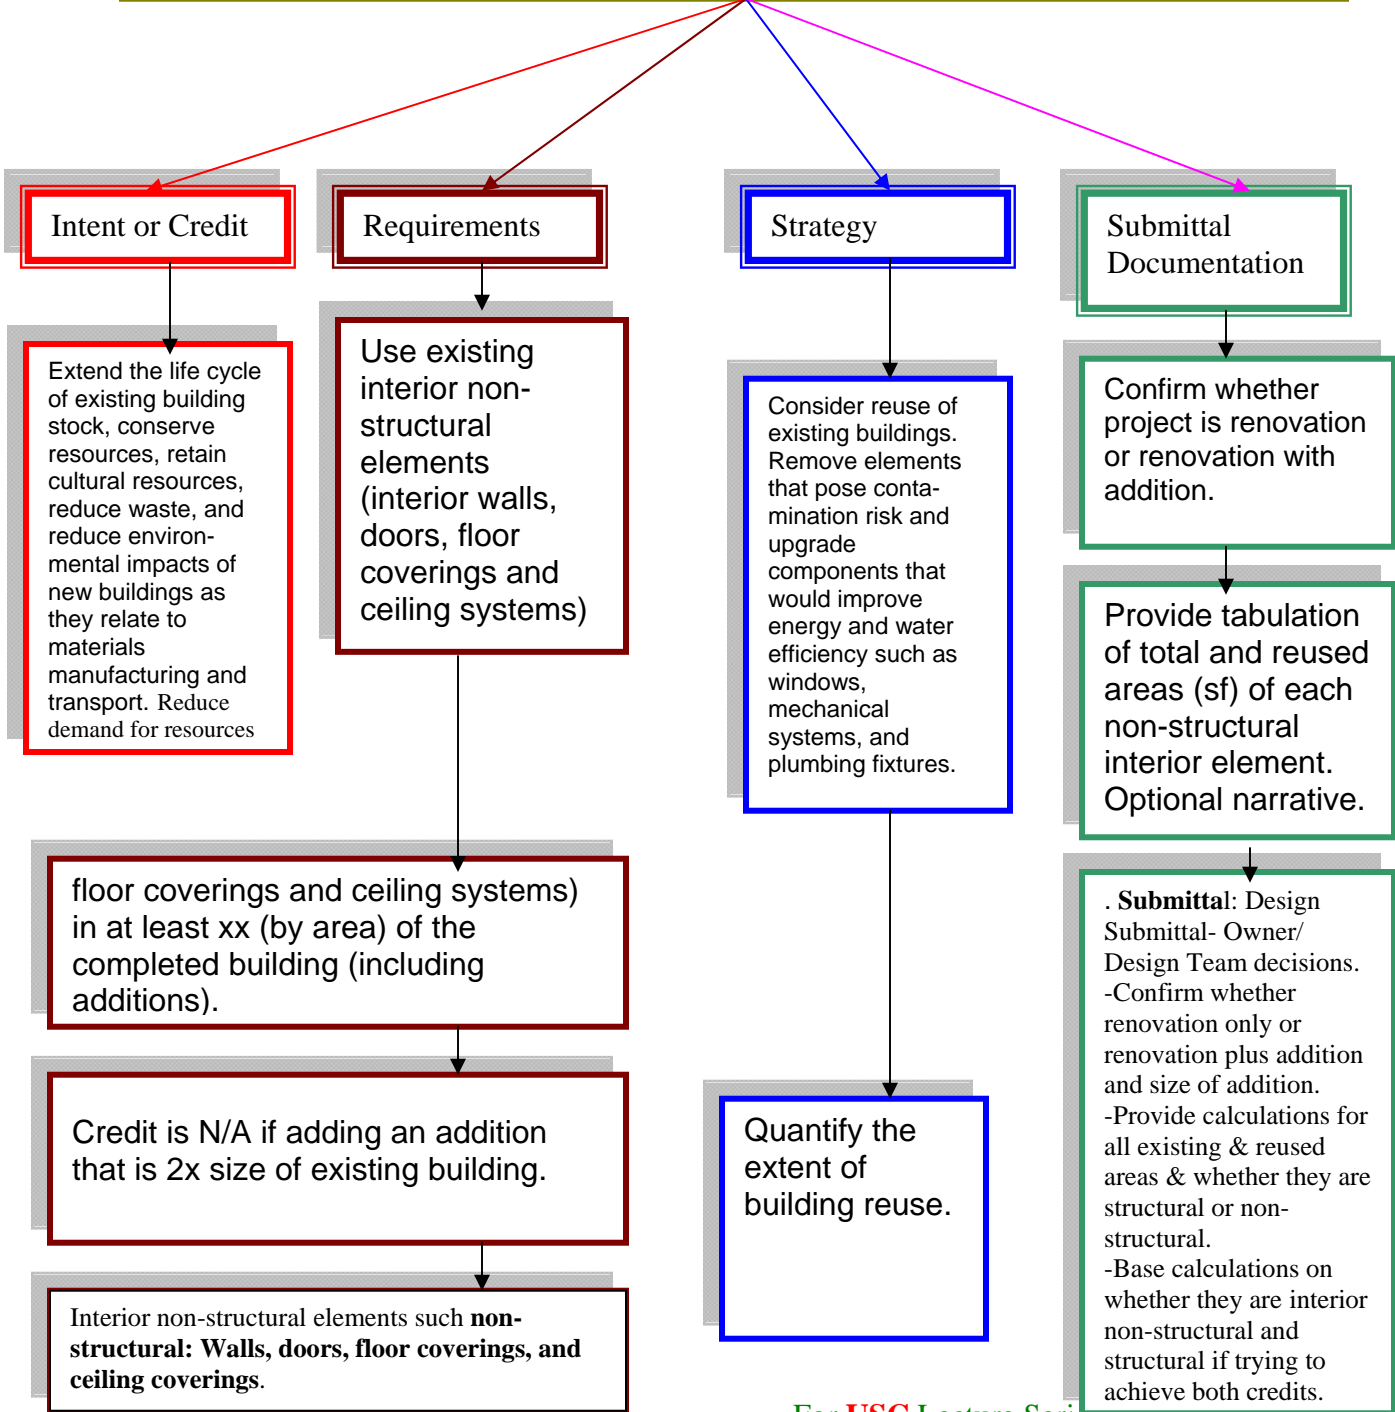 Intent or Credit
Extend the life cycle
of existing building
stock, conserve
resources, retain
cultural resources,
reduce waste, and
reduce environ-
mental impacts of
new buildings as
they relate to
materials
manufacturing and
transport. Reduce
demand for resources
Requirements
Use existing
interior non-
structural
elements
(interior walls,
doors, floor
coverings and
ceiling systems)
floor coverings and ceiling systems)
in at least xx (by area) of the
completed building (including
additions).
Credit is N/A if adding an addition
that is 2x size of existing building.
Interior non-structural elements such non-
structural: Walls, doors, floor coverings, and
ceiling coverings.
Strategy
Consider reuse of
existing buildings.
Remove elements
that pose conta-
mination risk and
upgrade
components that
would improve
energy and water
efficiency such as
windows,
mechanical
systems, and
plumbing fixtures.
Quantify the
extent of
building reuse.
Submittal
Documentation
Confirm whether
project is renovation
or renovation with
addition.
Provide tabulation
of total and reused
areas (sf) of each
non-structural
interior element.
Optional narrative.
. Submittal: Design
Submittal- Owner/
Design Team decisions.
-Confirm whether
renovation only or
renovation plus addition
and size of addition.
-Provide calculations for
all existing & reused
areas & whether they are
structural or non-
structural.
-Base calculations on
whether they are interior
non-structural and
structural if trying to
achieve both credits.
For USC Lecture Seri